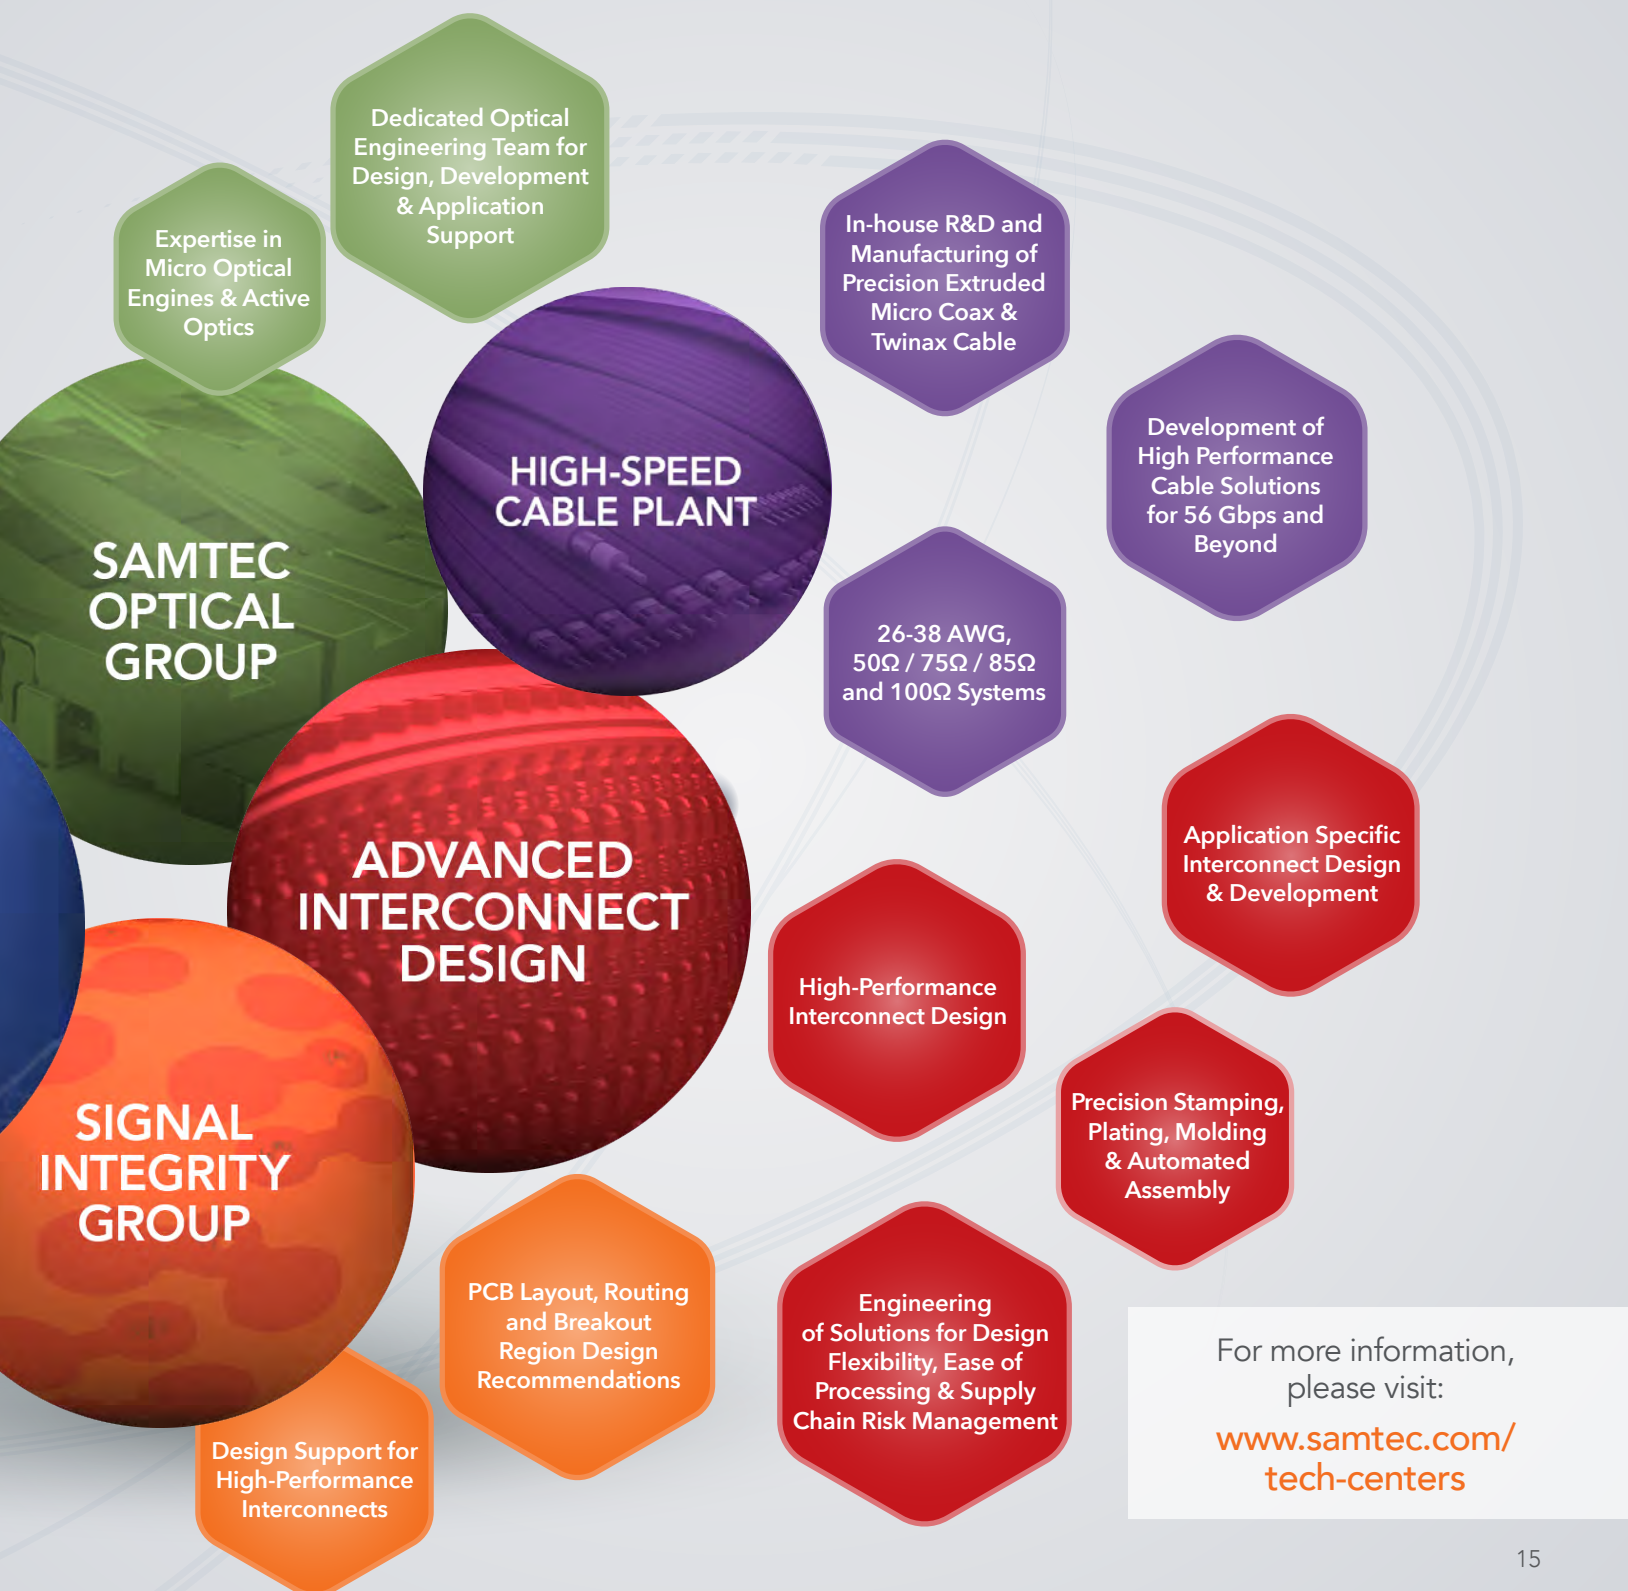 Dedicated Optical
Engineering Team for
Design, Development
& Application
Support
Expertise in
Micro Optical
Engines & Active
Optics
In-house R&D and
Manufacturing of
Precision Extruded
Micro Coax &
Twinax Cable
Development of
High Performance
Cable Solutions
for 56 Gbps and
Beyond
HIGH-SPEED
CABLE PLANT
SAMTEC
OPTICAL
GROUP
26-38 AWG,
50Ω / 75Ω / 85Ω
and 100Ω Systems
Application Specific
Interconnect Design
& Development
ADVANCED
INTERCONNECT
DESIGN
High-Performance
Interconnect Design
Precision Stamping,
Plating, Molding
& Automated
Assembly
SIGNAL
INTEGRITY
GROUP
PCB Layout, Routing
and Breakout
Region Design
Recommendations
Engineering
of Solutions for Design
Flexibility, Ease of
Processing & Supply
Chain Risk Management
Design Support for
High-Performance
Interconnects
For more information,
please visit:
www.samtec.com/
tech-centers
15